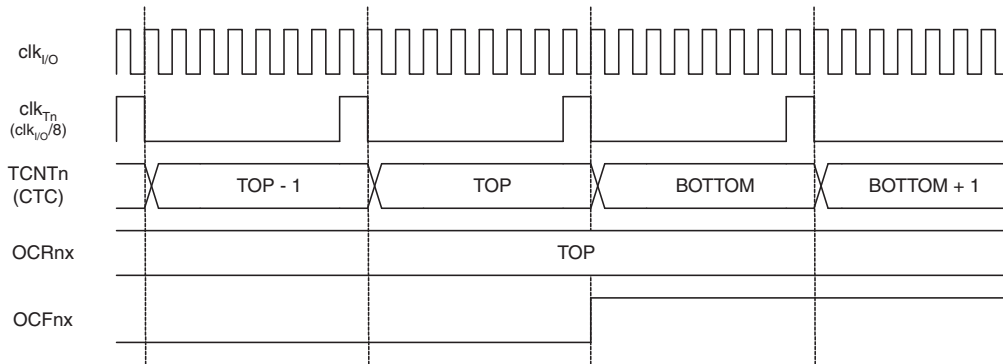 clkI/O
clkTn
(clkI/O/8)
TCNTn
(CTC)
TOP - 1
TOP
BOTTOM
BOTTOM + 1
OCRnx
TOP
OCFnx